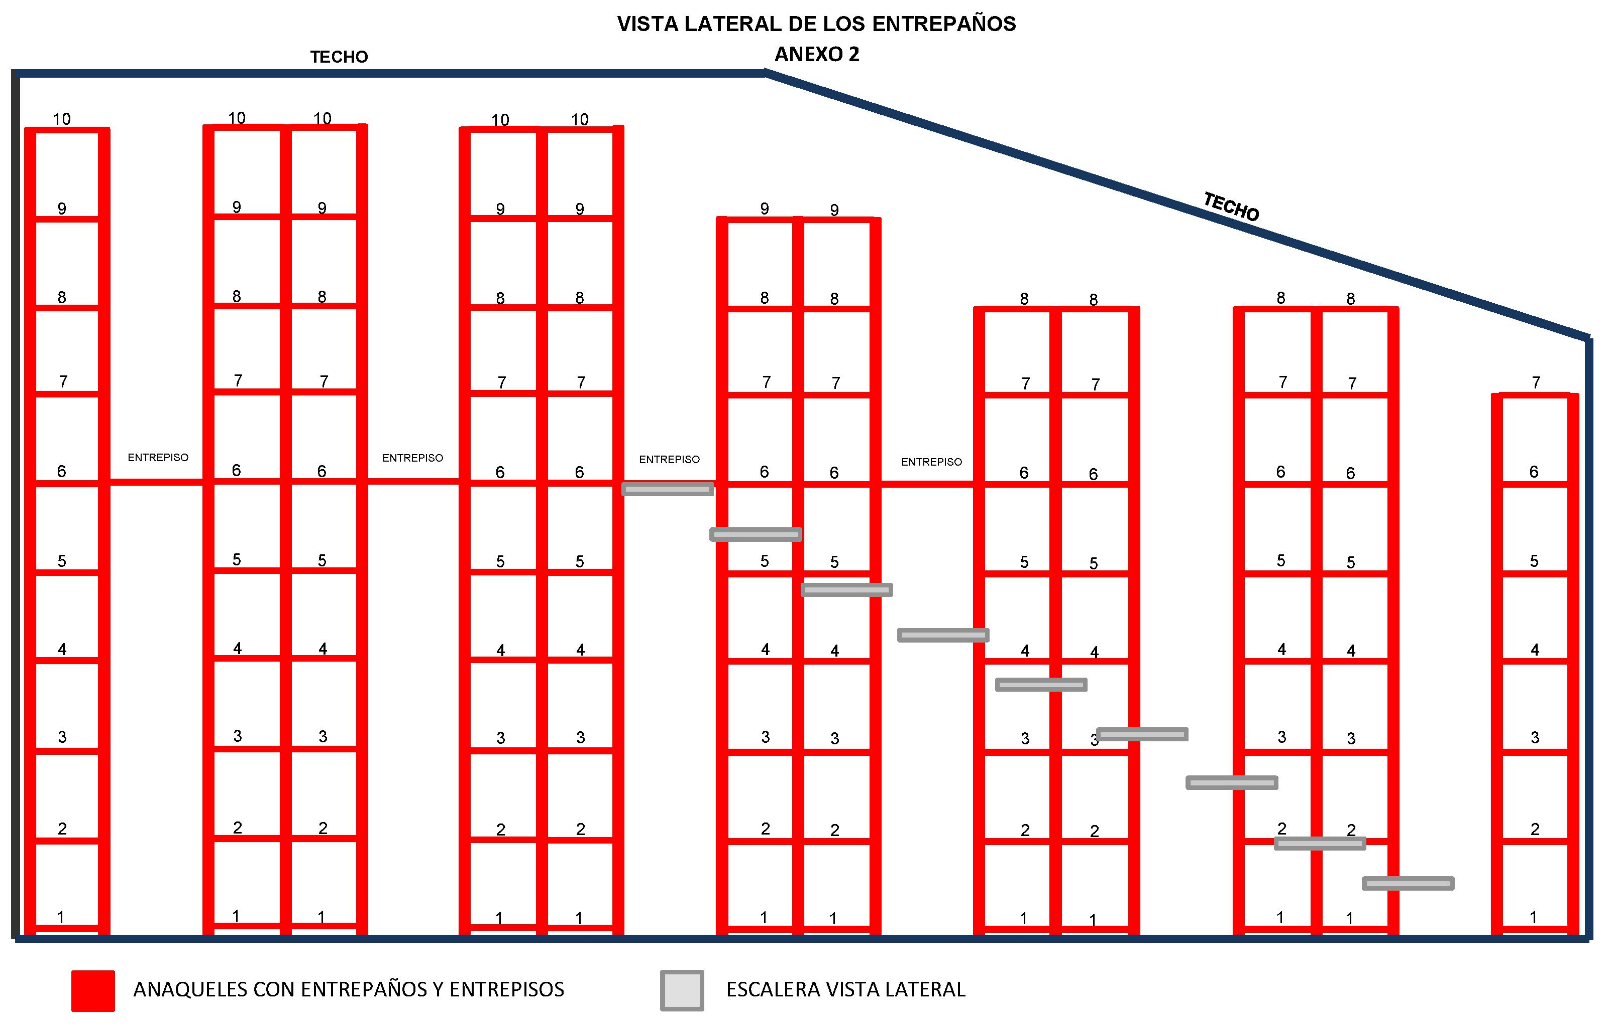 VISTA LATERAL DE LOS ENTREPAÑOS
ANEXO 2
TECHO
TECHO
10 10 10 10 10
9 9 9 9 9 9 9
8 8 8 8 8 8 8 8 8 8 8
7 7 7 7 7 7 7 7 7 7 7 7
ENTREPISO ENTREPISO ENTREPISO ENTREPISO
6 6 6 6 6 6 6 6 6 6 6 6
5 5 5 5 5 5 5 5 5 5 5 5
4 4 4 4 4 4 4 4 4 4 4 4
3 3 3 3 3 3 3 3 3 3 3 3
2 2 2 2 2 2 2 2 2 2 2 2
1 1 1 1 1 1 1 1 1 1 1 1
ANAQUELES CON ENTREPAÑOS Y ENTREPISOS
ESCALERA VISTA LATERAL